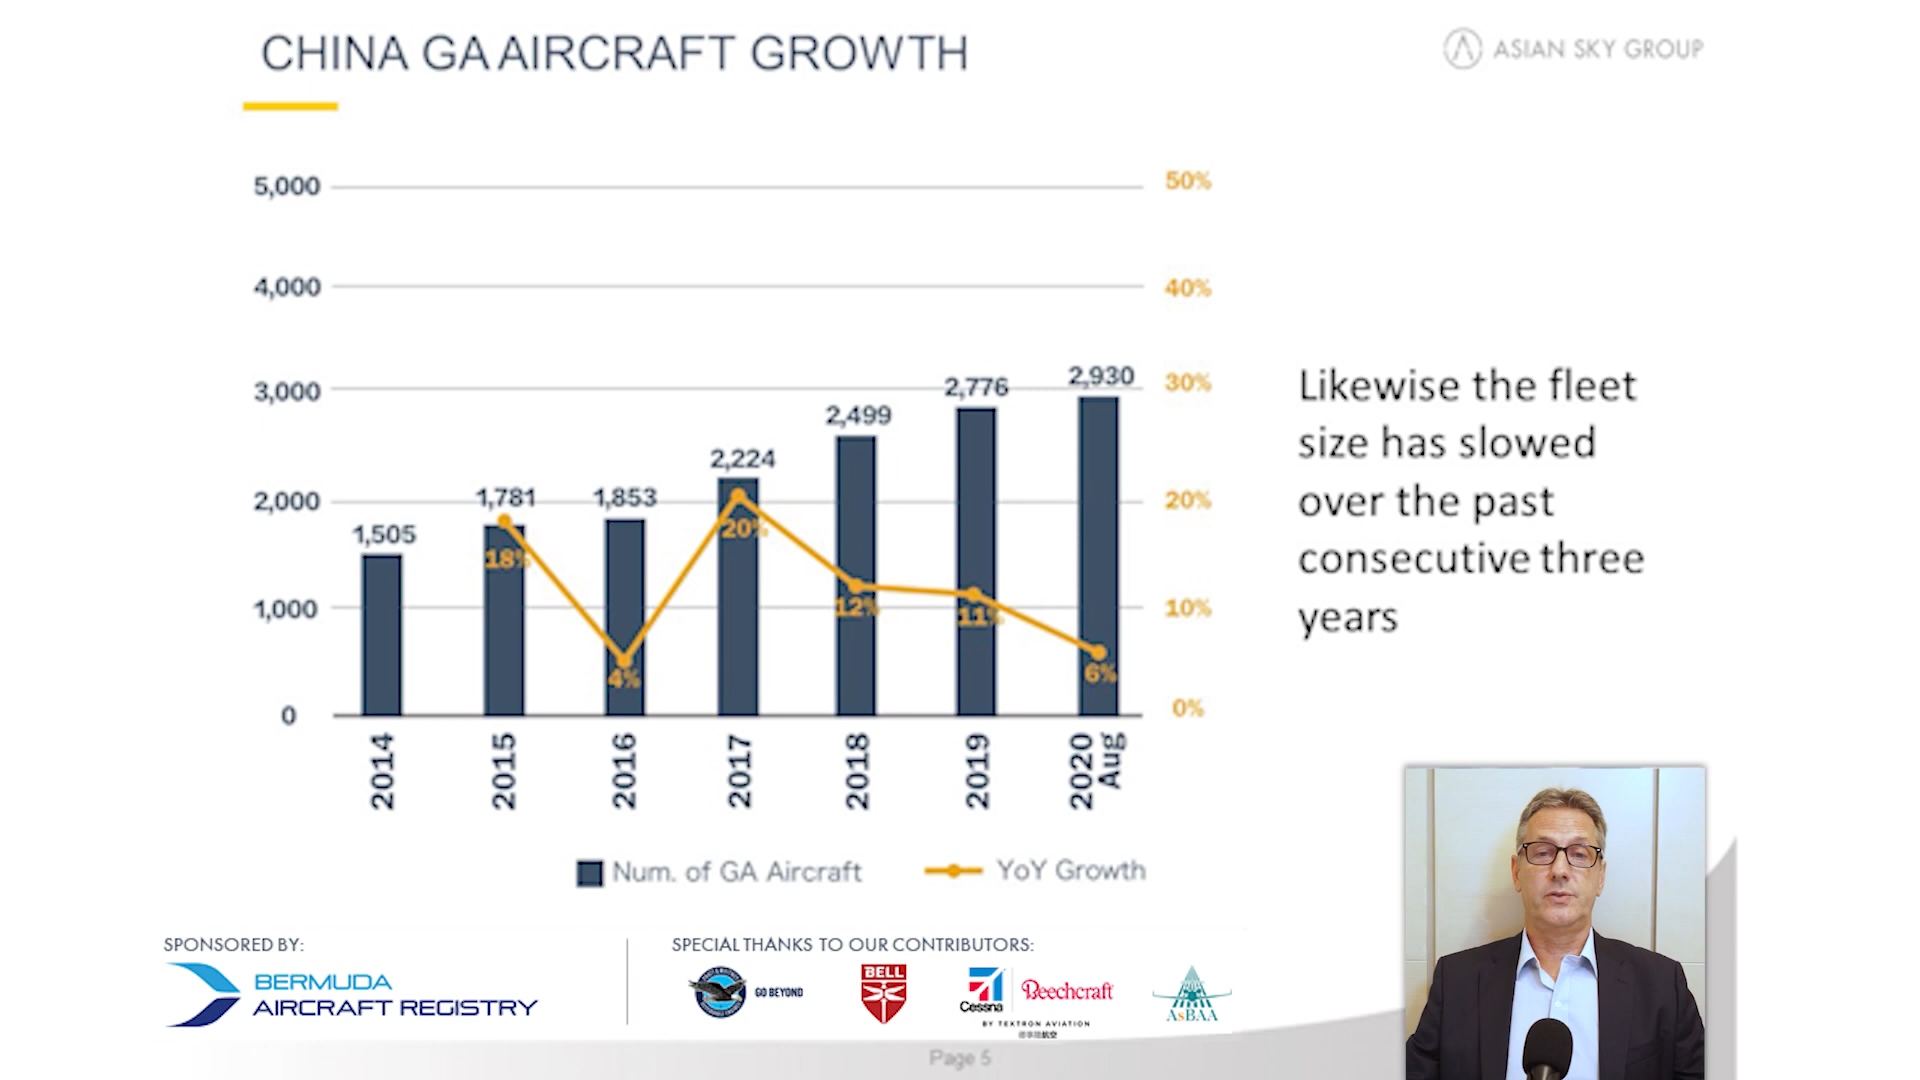 CHINA GA AIRCRAFT GROWTH
ASIAN SKY GROUP
5,000
4,000
3,000
2,000
1,000
0
50%
40%
30%
20%
10%
0%
1,505
1,781
1,853
2,224
2,499
2,776
2,930
18%
4%
20%
12%
11%
6%
2014
2015
2016
2017
2018
2019
2020
Aug
Num. of GA Aircraft
YoY Growth
Likewise the fleet
size has slowed
over the past
consecutive three
years
SPONSORED BY:
BERMUDA
AIRCRAFT REGISTRY
SPECIAL THANKS TO OUR CONTRIBUTORS:
GO BEYOND
BELL
Cessna
Beechcraft
BY TEXTRON AVIATION
AsBAA
Page 5